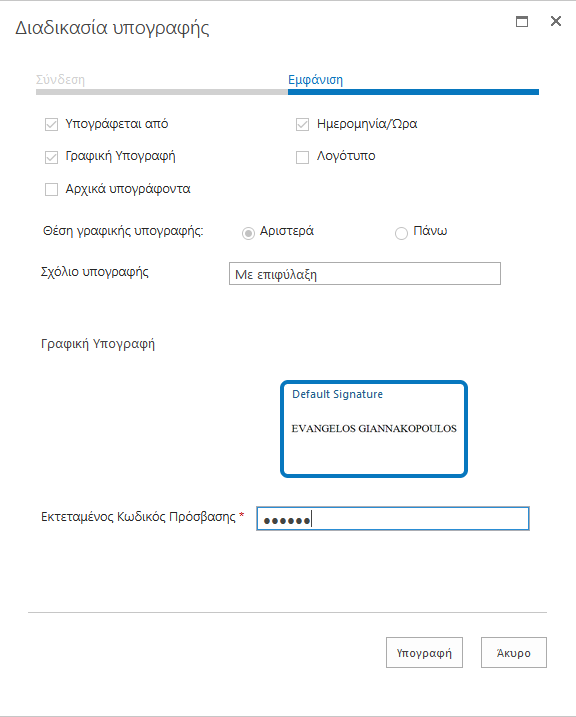 Διαδικασία υπογραφής
Σύνδεση
Εμφάνιση
Υπογράφεται από
Ημερομηνία/Ώρα
Γραφική Υπογραφή
Λογότυπο
Αρχικά υπογράφοντα
Θέση γραφικής υπογραφής:
Αριστερά
Πάνω
Σχόλιο υπογραφής
Με επιφύλαξη
Γραφική Υπογραφή
Default Signature
EVANGELOS GIANNAKOPOULOS
Εκτεταμένος Κωδικός Πρόσβασης *
●●●●●●
Υπογραφή
Άκυρο